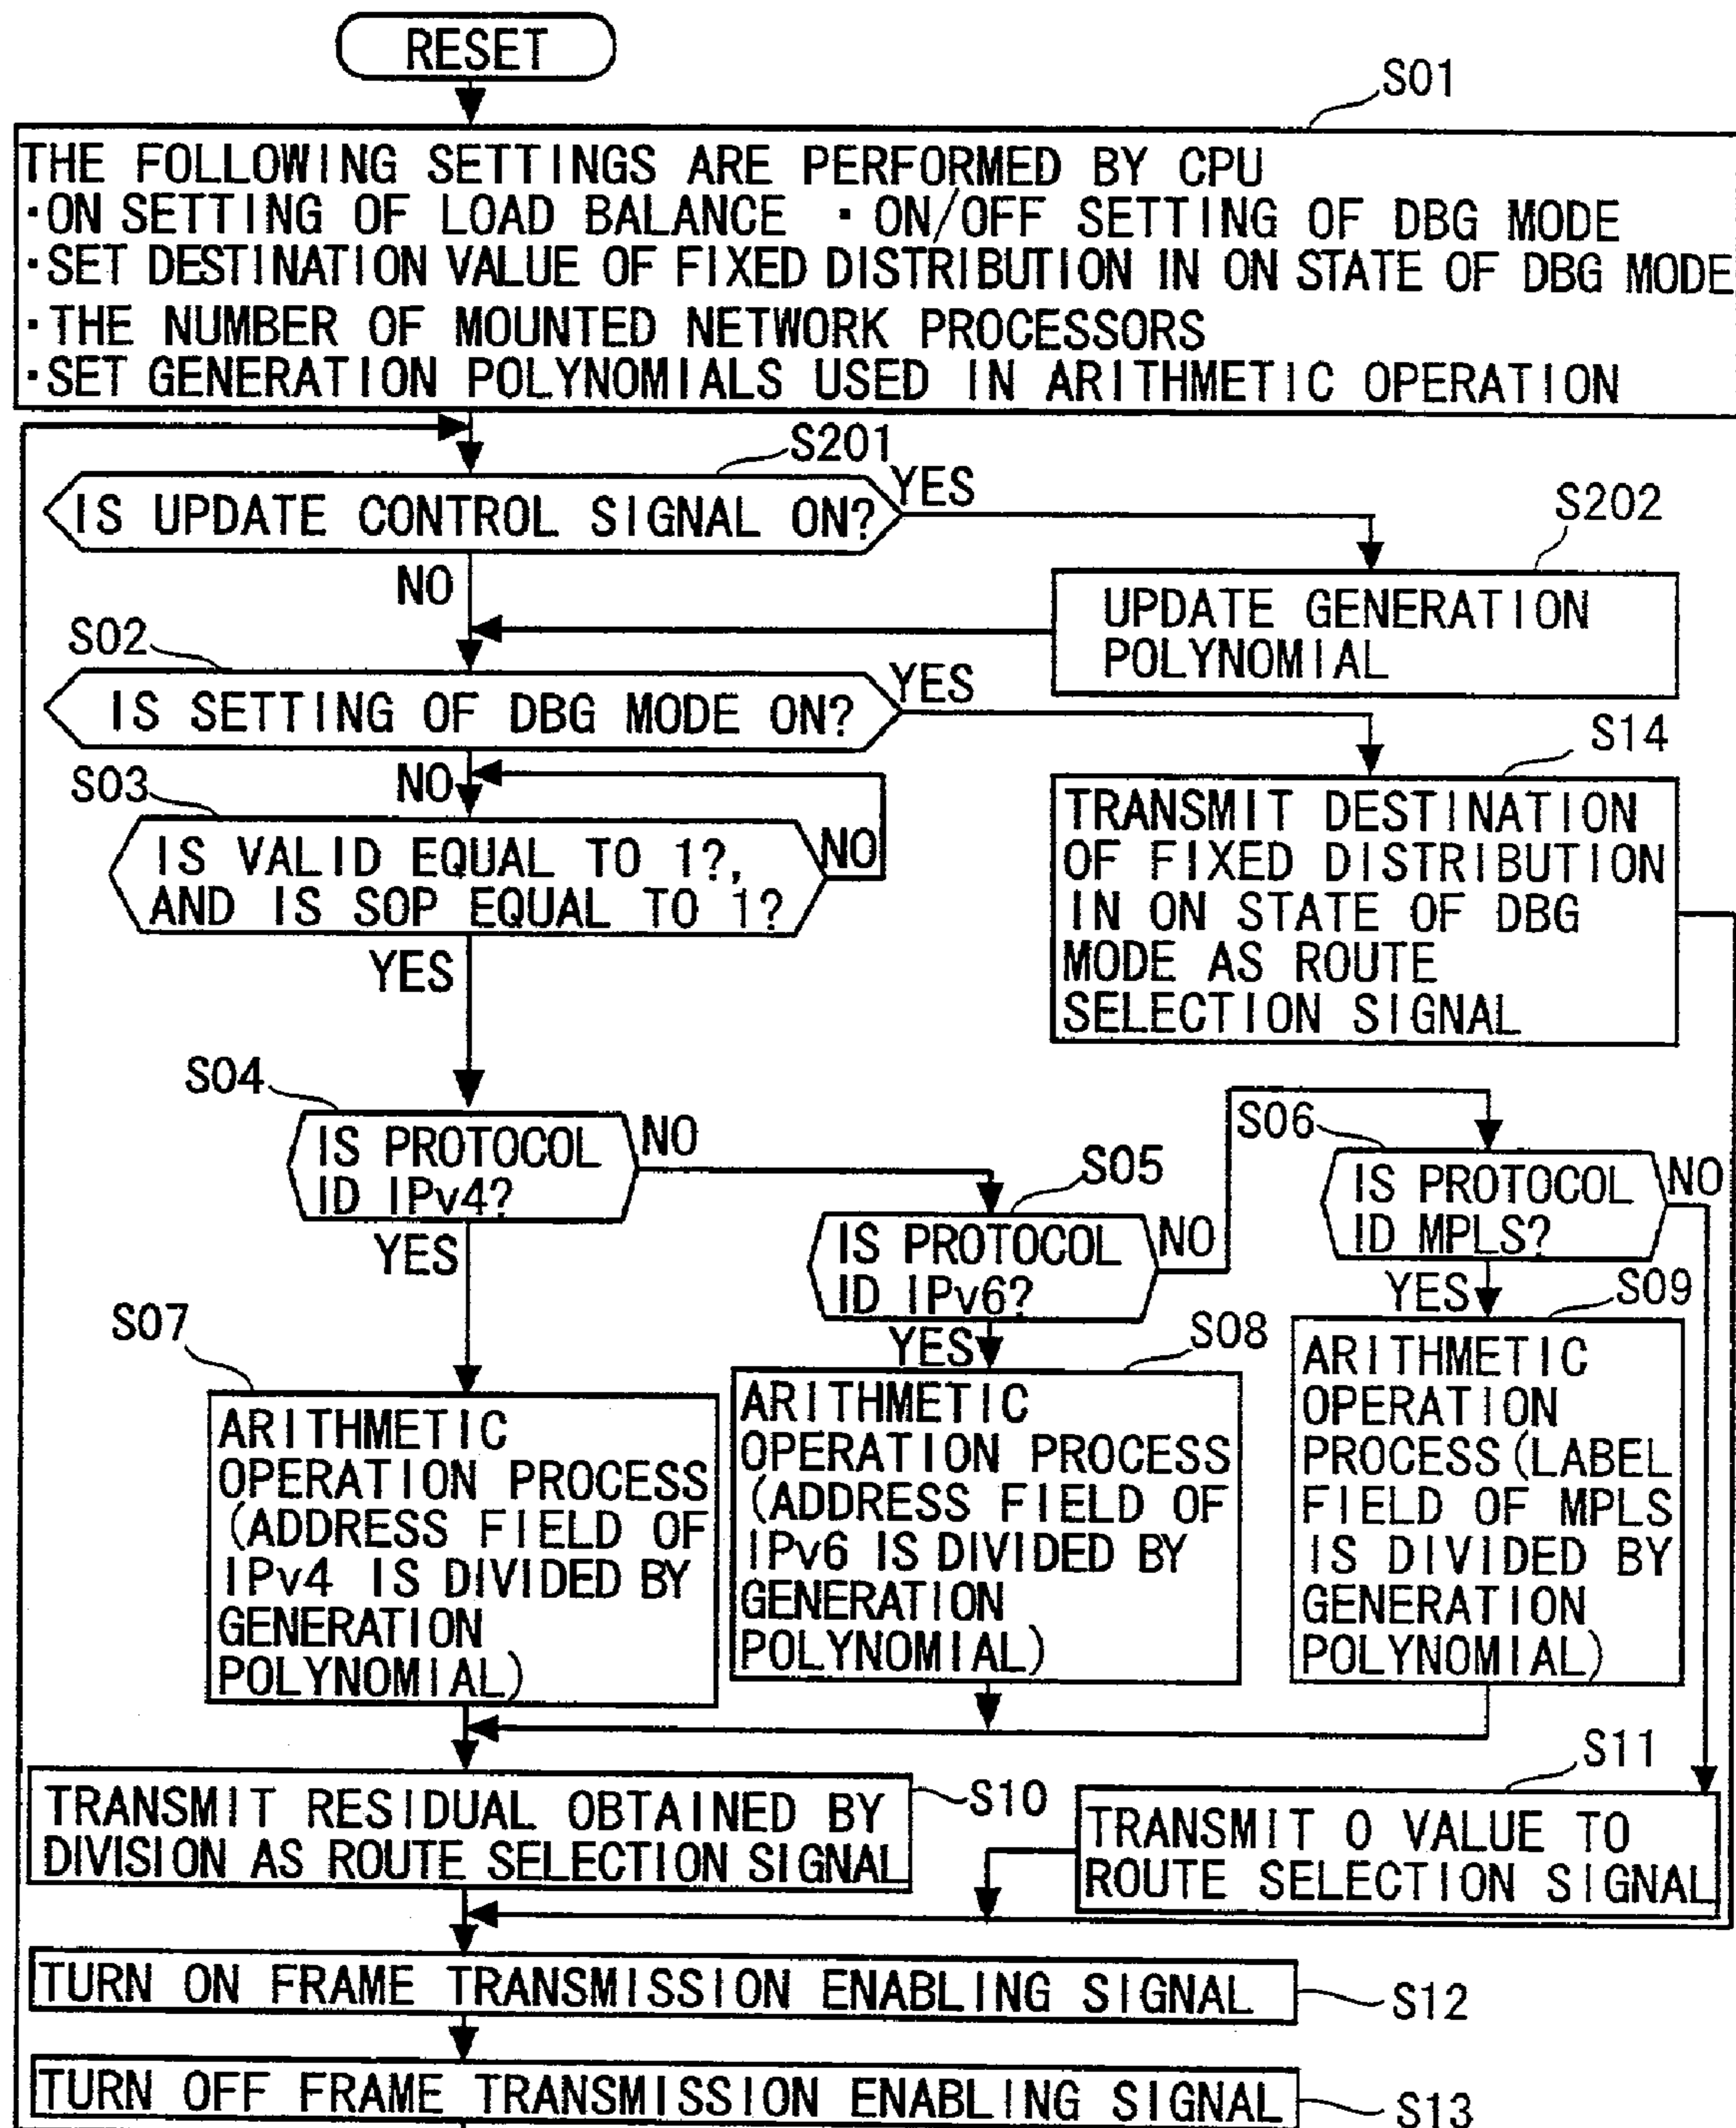 RESET
S01
THE FOLLOWING SETTINGS ARE PERFORMED BY CPU
・ON SETTING OF LOAD BALANCE ・ON/OFF SETTING OF DBG MODE
・SET DESTINATION VALUE OF FIXED DISTRIBUTION IN ON STATE OF DBG MODE
・THE NUMBER OF MOUNTED NETWORK PROCESSORS
・SET GENERATION POLYNOMIALS USED IN ARITHMETIC OPERATION
S201
IS UPDATE CONTROL SIGNAL ON?
YES
NO
S202
UPDATE GENERATION
POLYNOMIAL
S02
IS SETTING OF DBG MODE ON?
YES
NO
S14
TRANSMIT DESTINATION
OF FIXED DISTRIBUTION
IN ON STATE OF DBG
MODE AS ROUTE
SELECTION SIGNAL
S03
IS VALID EQUAL TO 1?,
AND IS SOP EQUAL TO 1?
NO
YES
S04
IS PROTOCOL
ID IPv4?
NO
YES
S05
IS PROTOCOL
ID IPv6?
NO
YES
S06
IS PROTOCOL
ID MPLS?
NO
YES
S07
ARITHMETIC
OPERATION PROCESS
(ADDRESS FIELD OF
IPv4 IS DIVIDED BY
GENERATION
POLYNOMIAL)
S08
ARITHMETIC
OPERATION PROCESS
(ADDRESS FIELD OF
IPv6 IS DIVIDED BY
GENERATION
POLYNOMIAL)
S09
ARITHMETIC
OPERATION
PROCESS(LABEL
FIELD OF MPLS
IS DIVIDED BY
GENERATION
POLYNOMIAL)
S10
TRANSMIT RESIDUAL OBTAINED BY
DIVISION AS ROUTE SELECTION SIGNAL
S11
TRANSMIT 0 VALUE TO
ROUTE SELECTION SIGNAL
TURN ON FRAME TRANSMISSION ENABLING SIGNAL
S12
TURN OFF FRAME TRANSMISSION ENABLING SIGNAL
S13